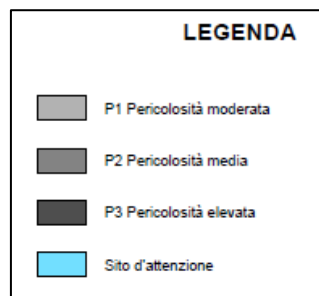 LEGENDA
P1 Pericolosità moderata
P2 Pericolosità media
P3 Pericolosità elevata
Sito d'attenzione